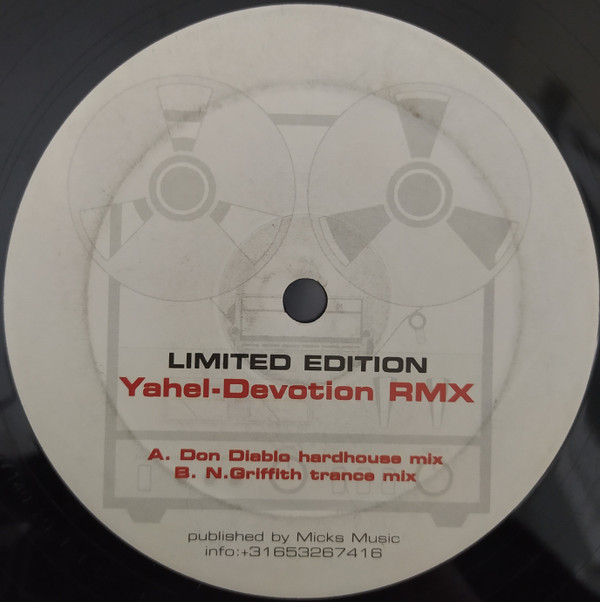 LIMITED EDITION
Yahel-Devotion RMX
A. Don Diablo hardhouse mix
B. N.Griffith trance mix
published by Micks Music
info:+31653267416